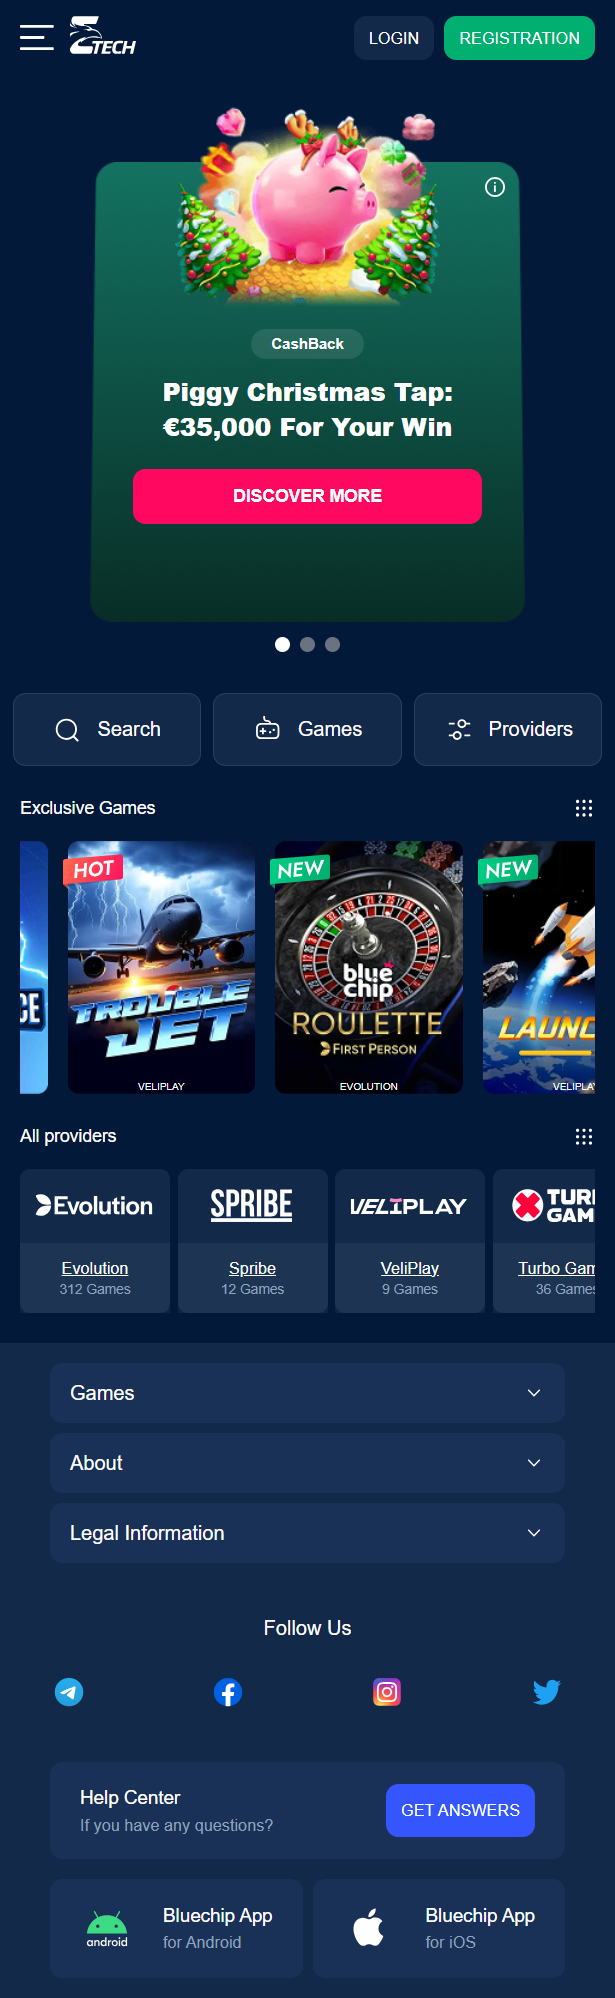 ZTECH
LOGIN
REGISTRATION
CashBack
Piggy Christmas Tap:
€35,000 For Your Win
DISCOVER MORE
Search
Games
Providers
Exclusive Games
CE
HOT
TROUBLE
JET
VELIPLAY
NEW
blue
chip
ROULETTE
FIRST PERSON
EVOLUTION
NEW
LAUNC
VELIPLA
All providers
Evolution
SPRIBE
VELIPLAY
TUR
GAM
Evolution
312 Games
Spribe
12 Games
VeliPlay
9 Games
Turbo Gam
36 Games
Games
About
Legal Information
Follow Us
Help Center
If you have any questions?
GET ANSWERS
android
Bluechip App
for Android
Bluechip App
for iOS